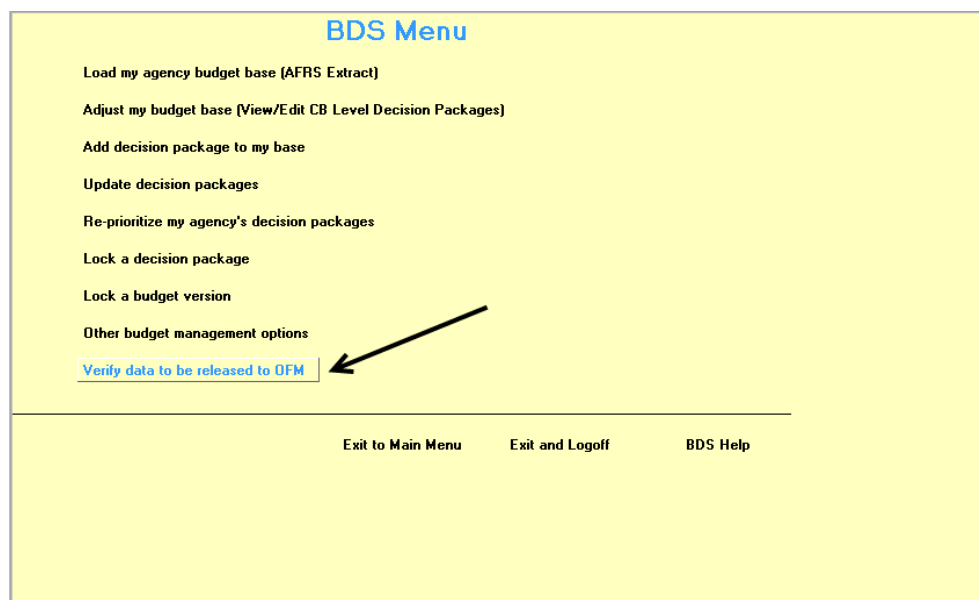 BDS Menu
Load my agency budget base (AFRS Extract)
Adjust my budget base (View/Edit CB Level Decision Packages)
Add decision package to my base
Update decision packages
Re-prioritize my agency's decision packages
Lock a decision package
Lock a budget version
Other budget management options
Verify data to be released to OFM
Exit to Main Menu Exit and Logoff BDS Help